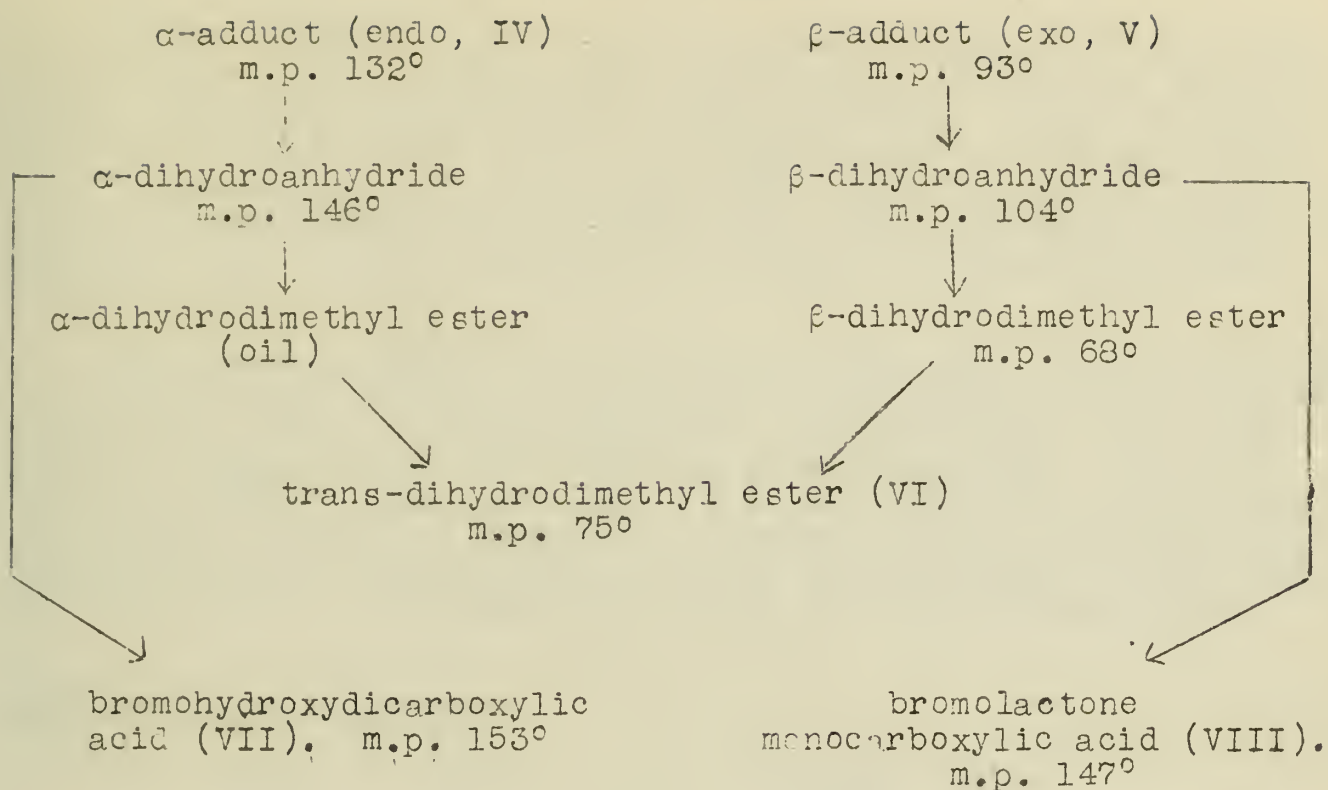 α-adduct (endo, IV)
m.p. 132°
β-adduct (exo, V)
m.p. 93°
α-dihydroanhydride
m.p. 146°
β-dihydroanhydride
m.p. 104°
α-dihydrodimethyl ester
(oil)
β-dihydrodimethyl ester
m.p. 68°
trans-dihydrodimethyl ester (VI)
m.p. 75°
bromohydroxydicarboxylic
acid (VII). m.p. 153°
bromolactone
monocarboxylic acid (VIII).
m.p. 147°